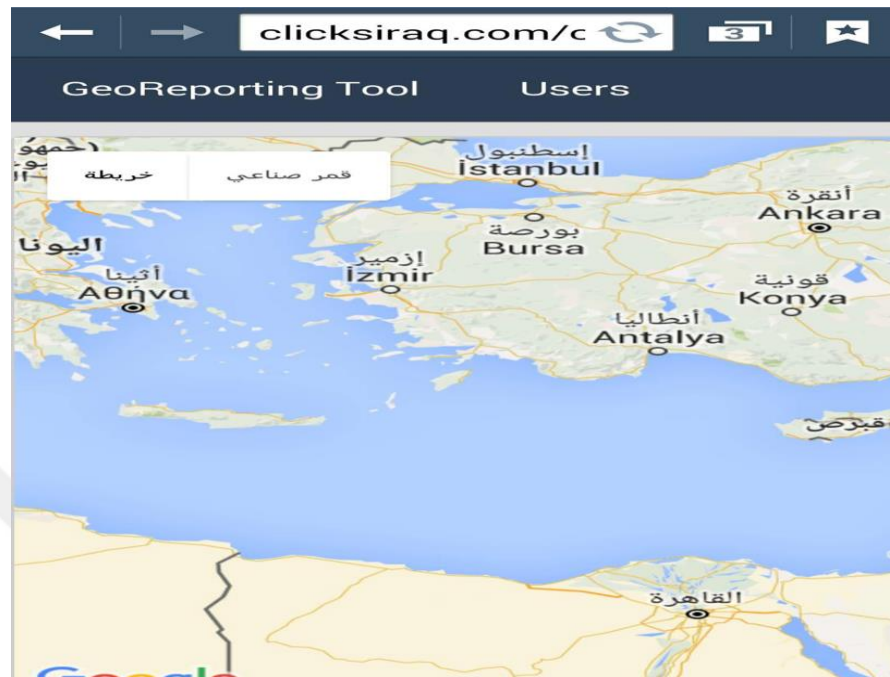 clicksiraq.com/c
3
GeoReporting Tool Users
خريطة
قمر صناعي
إسطنبول
İstanbul
أنقرة
Ankara
بورصة
Bursa
إزمير
İzmir
اليونا
أثينا
Αθήνα
قونية
Konya
أنطاليا
Antalya
قبرص
القاهرة
Google